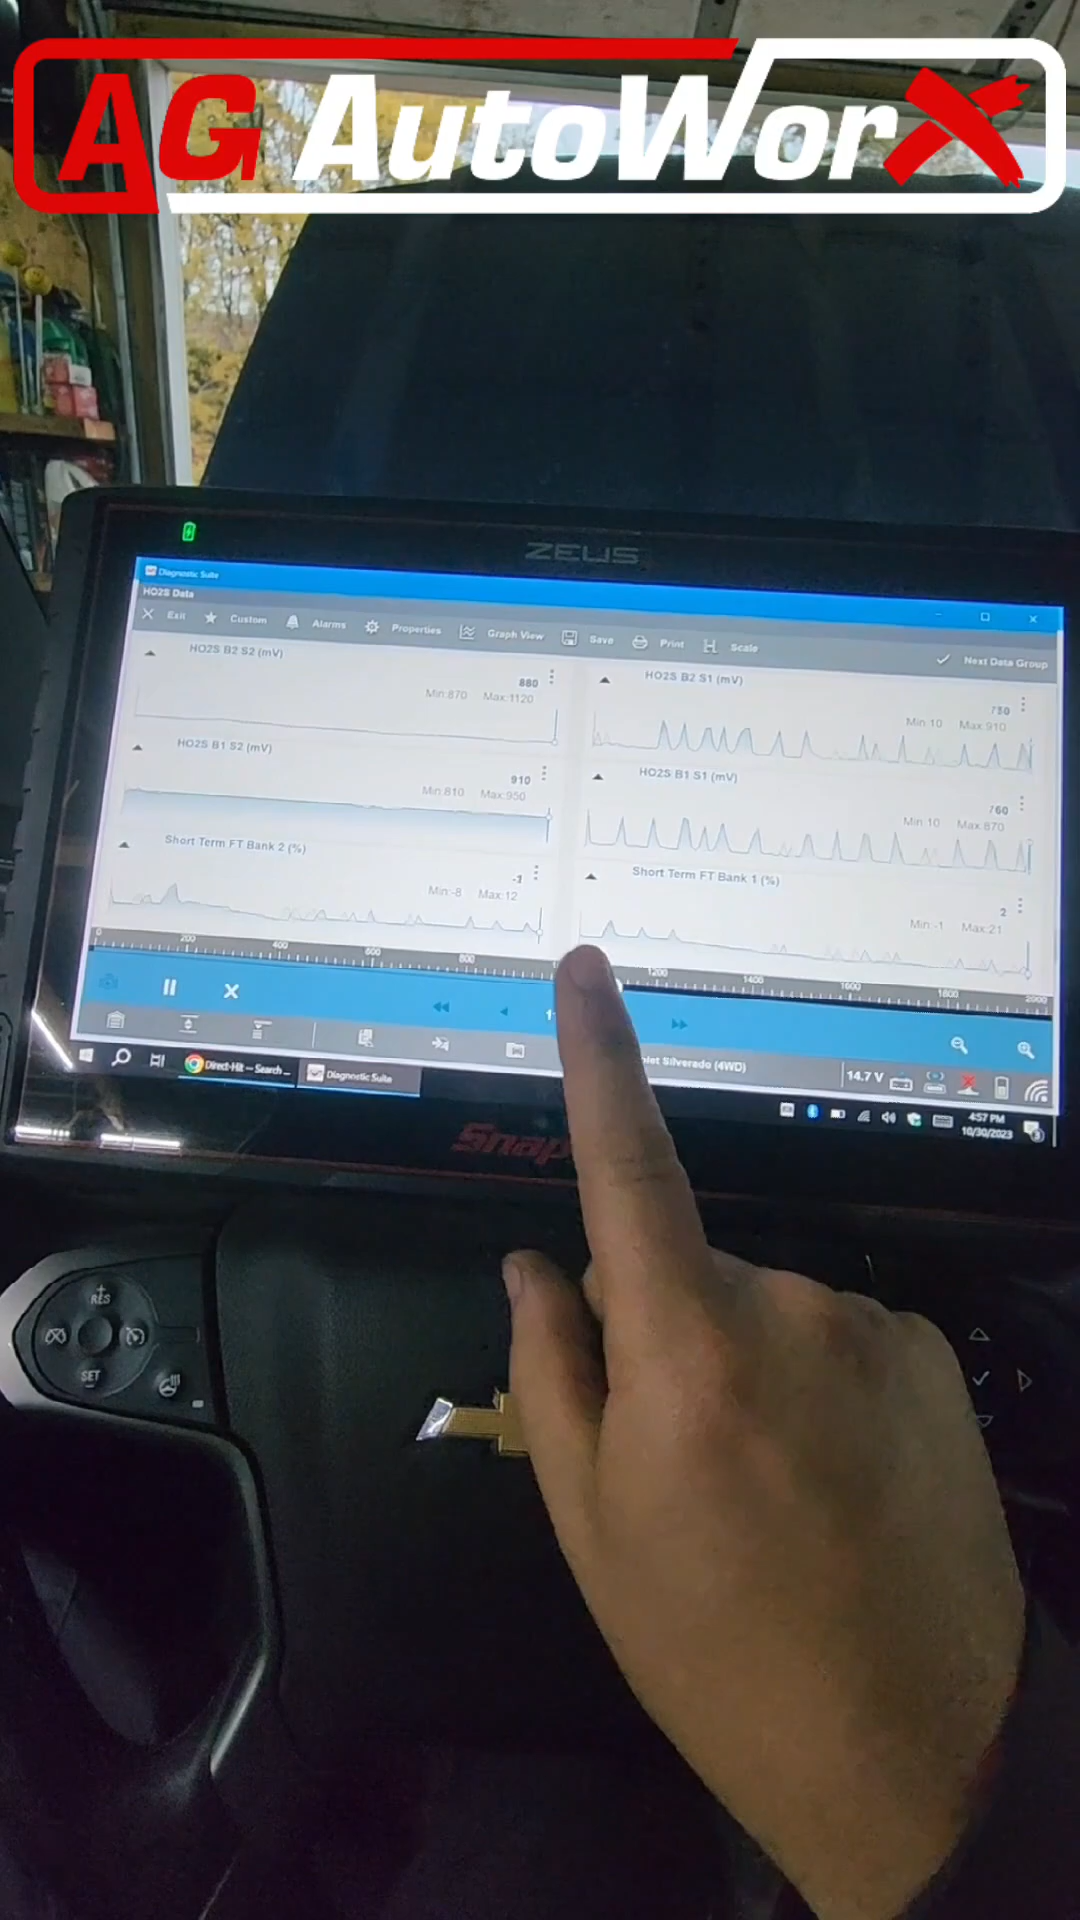 AG AutoWorX
ZEUS
Diagnostic Suite
HO2S Data
Exit Custom Alarms Properties Graph View Save Print Scale Next Data Group
HO2S B2 S2 (mV)
880
Min:870 Max:1120
HO2S B2 S1 (mV)
Min:10 Max:910
HO2S B1 S2 (mV)
910
Min:810 Max:950
HO2S B1 S1 (mV)
760
Min:10 Max:870
Short Term FT Bank 2 (%)
-1
Min:-8 Max:12
Short Term FT Bank 1 (%)
2
Min:-1 Max:21
0 200 400 600 800 1200 1400 1600 1800 2000
Silverado (4WD)
14.7 V
Direct-Hit -- Search ...
Diagnostic Suite
4:57 PM
10/30/2023
Snap
RES
SET